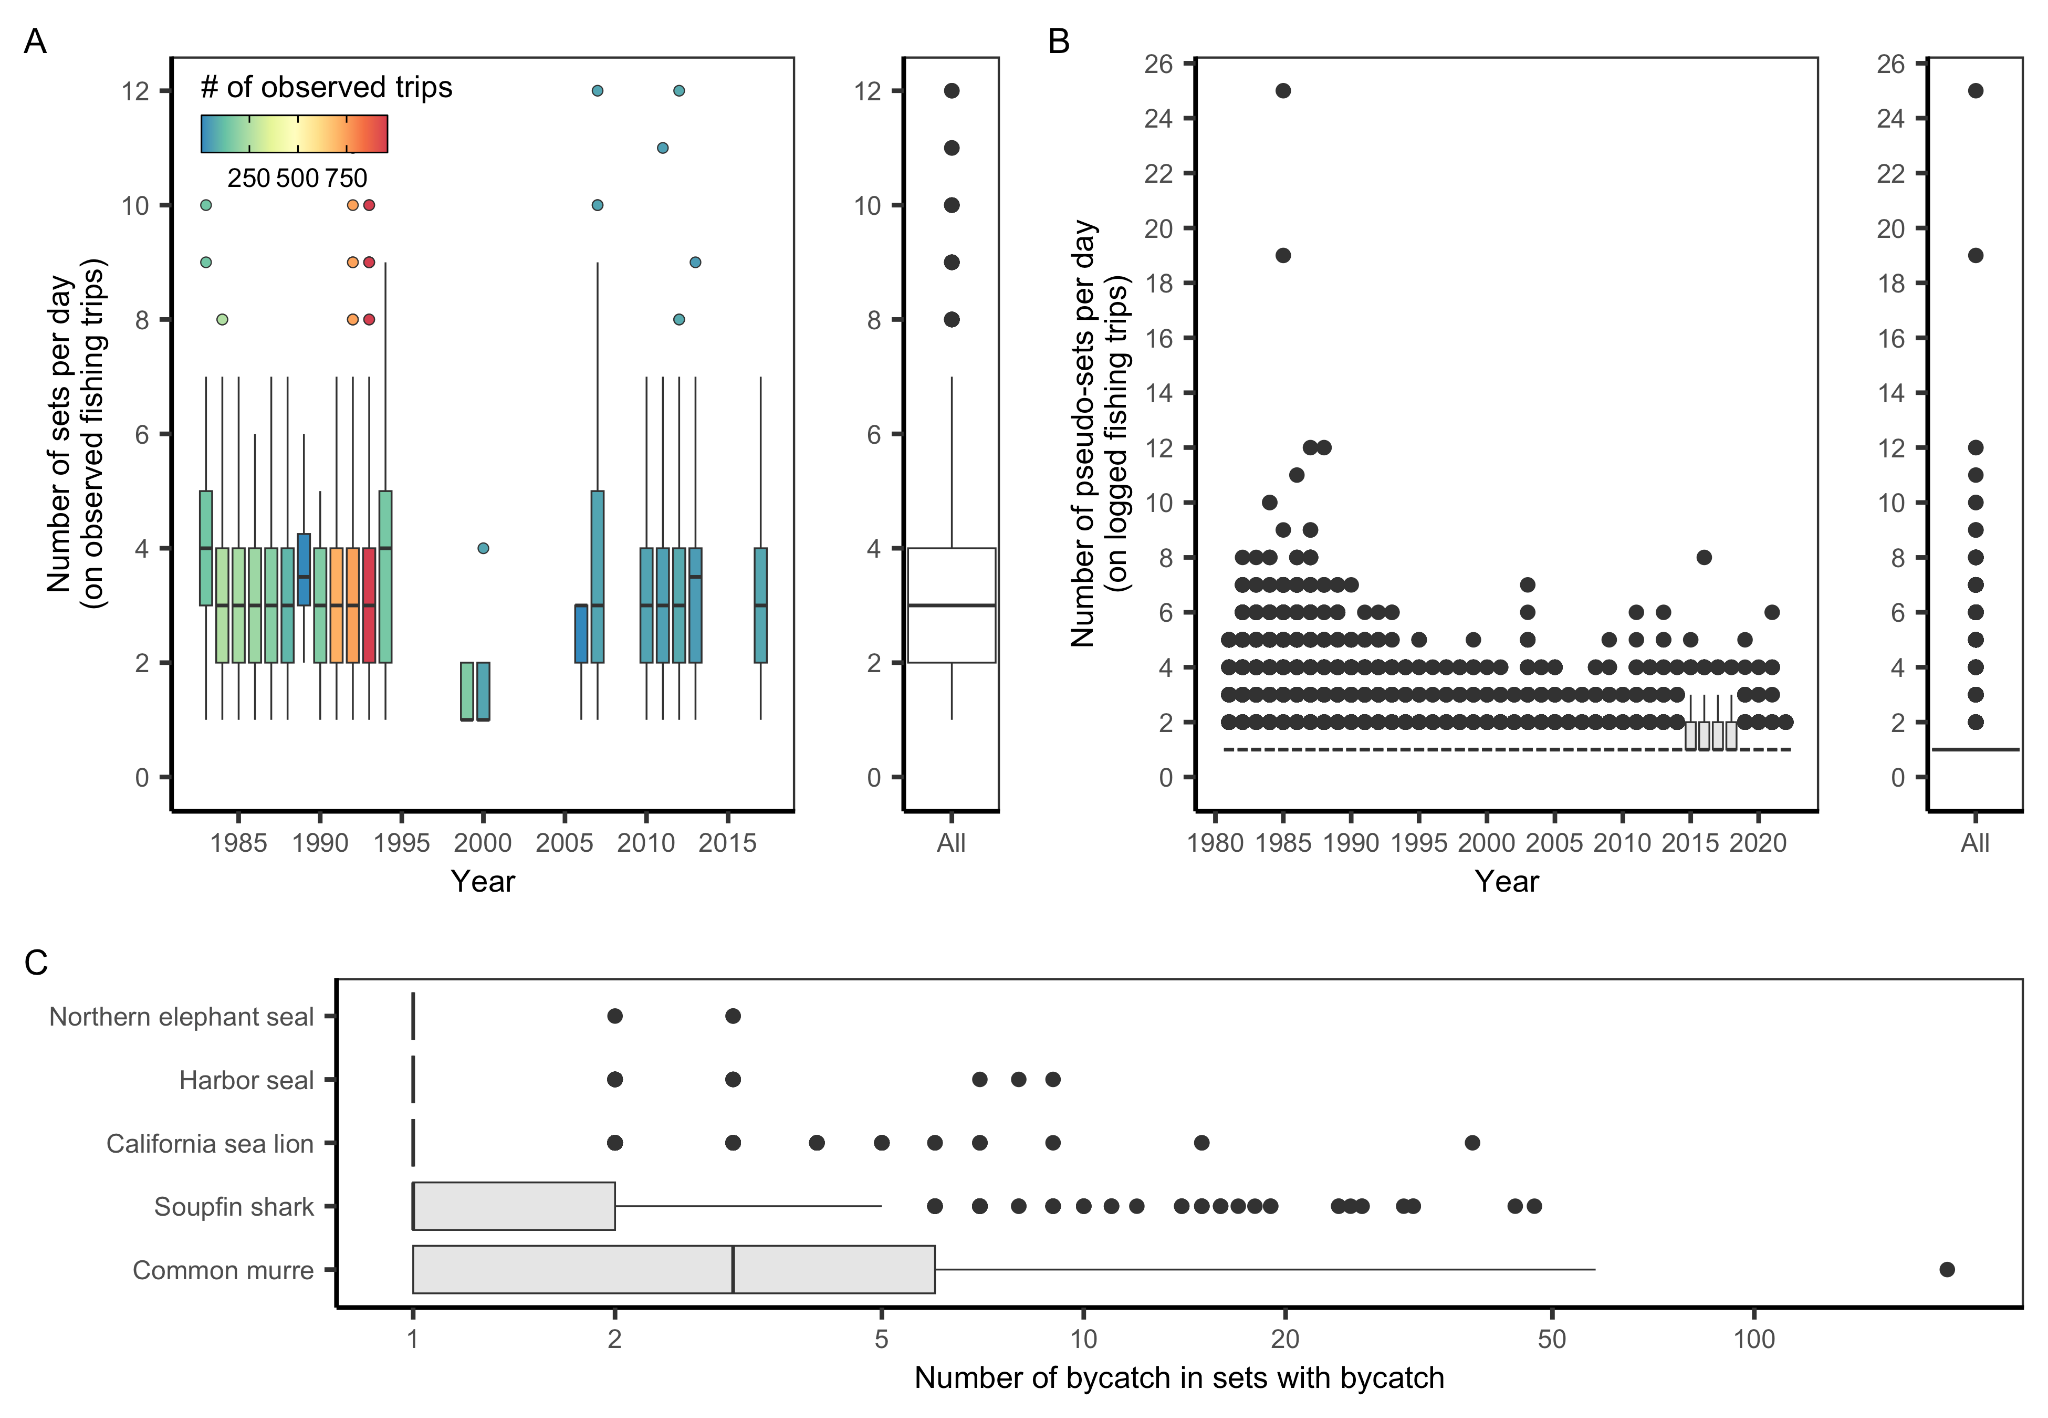 A
Number of sets per day
(on observed fishing trips)
# of observed trips
250 500 750
12
10
8
6
4
2
0
1985 1990 1995 2000 2005 2010 2015
Year
12
10
8
6
4
2
0
All
B
Number of pseudo-sets per day
(on logged fishing trips)
26
24
22
20
18
16
14
12
10
8
6
4
2
0
1980 1985 1990 1995 2000 2005 2010 2015 2020
Year
26
24
22
20
18
16
14
12
10
8
6
4
2
0
All
C
Northern elephant seal
Harbor seal
California sea lion
Soupfin shark
Common murre
1 2 5 10 20 50 100
Number of bycatch in sets with bycatch